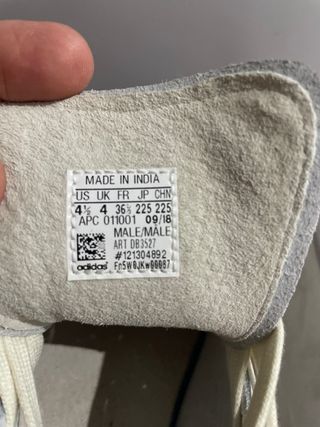 MADE IN INDIA
US UK FR JP CHN
4½ 4 36⅔ 225 225
APC 011001 09/18
MALE/MALE
ART DB3527
#121304892
adidas Fn5W0JKw00087